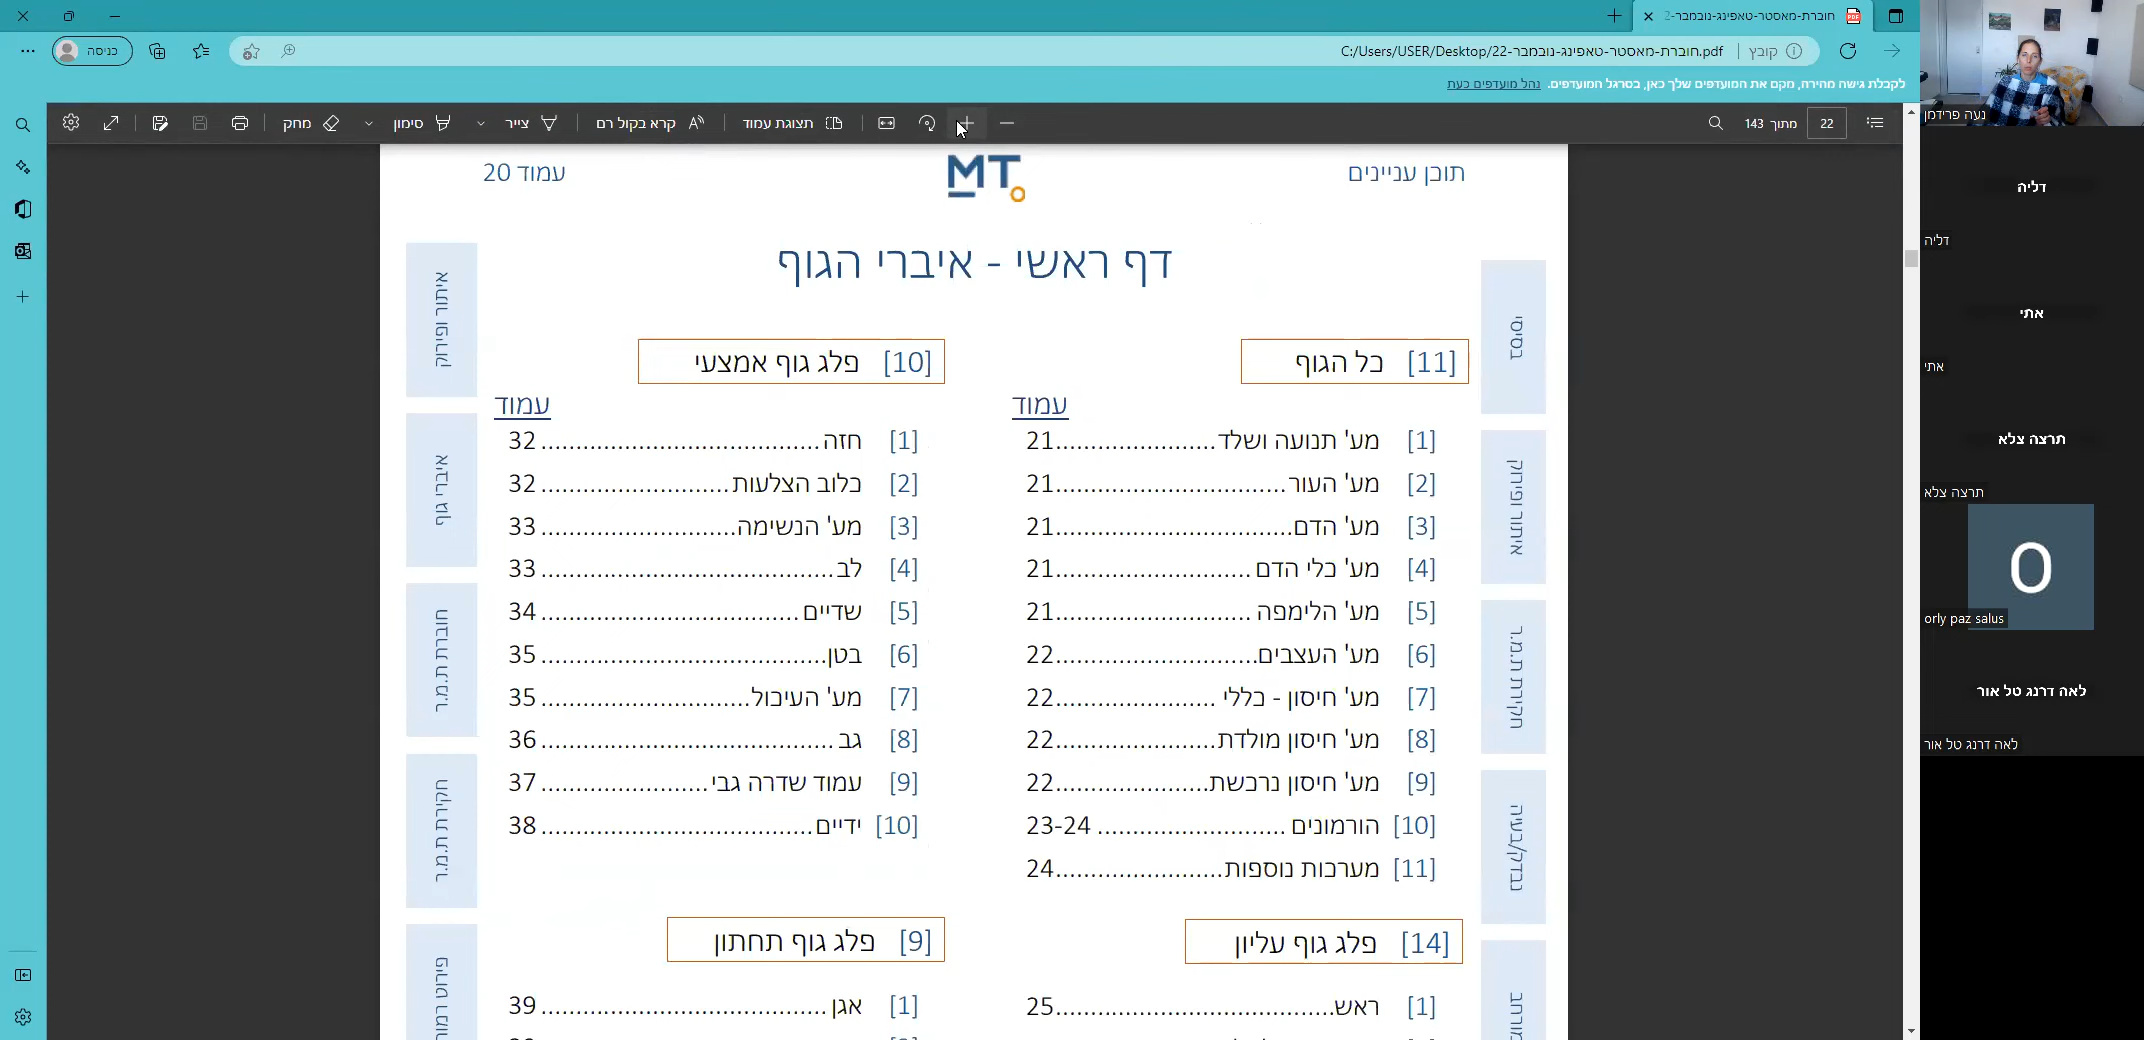 חוברת-מאסטר-טאפינג-נובמבר-2
כניסה
קובץ
C:/Users/USER/Desktop/חוברת-מאסטר-טאפינג-נובמבר-22.pdf
לקבלת גישה מהירה, מקם את המועדפים שלך כאן, בסרגל המועדפים. נהל מועדפים כעת
22 מתוך 143
תצוגת עמוד
קרא בקול רם
צייר
סימון
מחק
תוכן עניינים
MT
עמוד 20
דף ראשי - איברי הגוף
[11] כל הגוף
עמוד
[1] מע' תנועה ושלד.......................21
[2] מע' העור.................................21
[3] מע' הדם..................................21
[4] מע' כלי הדם............................21
[5] מע' הלימפה............................21
[6] מע' העצבים.............................22
[7] מע' חיסון - כללי.......................22
[8] מע' חיסון מולדת.......................22
[9] מע' חיסון נרכשת......................22
[10] הורמונים...........................23-24
[11] מערכות נוספות........................24
[10] פלג גוף אמצעי
עמוד
[1] חזה................................32
[2] כלוב הצלעות...........................32
[3] מע' הנשימה............................33
[4] לב..................................33
[5] שדיים..............................34
[6] בטן.................................35
[7] מע' העיכול.............................35
[8] גב..................................36
[9] עמוד שדרה גבי........................37
[10] ידיים...............................38
[14] פלג גוף עליון
[1] ראש................................25
[9] פלג גוף תחתון
[1] אגן.................................39
בסיסי
איתור ופירוק
חקירת ת.מ.ר
נבדק/בעיה
מורחב
איתור ופירוק
איברי גוף
חוברת ת.מ.ר
חקירת ת.מ.ר
נעה פרידמן
דליה
דליה
אתי
אתי
תרצה צלא
תרצה צלא
O
orly paz salus
לאה דרנג טל אור
לאה דרנג טל אור